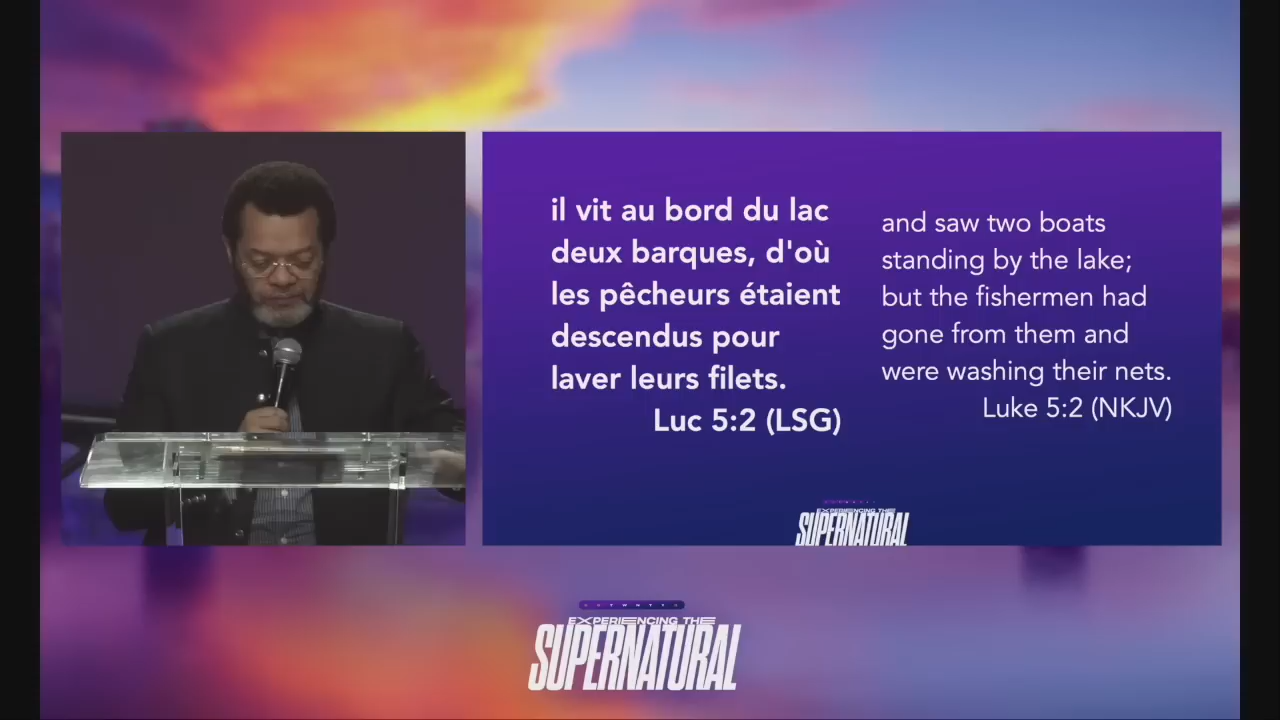 il vit au bord du lac
deux barques, d'où
les pêcheurs étaient
descendus pour
laver leurs filets.
Luc 5:2 (LSG)
and saw two boats
standing by the lake;
but the fishermen had
gone from them and
were washing their nets.
Luke 5:2 (NKJV)
EXPERIENCING THE
SUPERNATURAL
EXPERIENCING THE
SUPERNATURAL